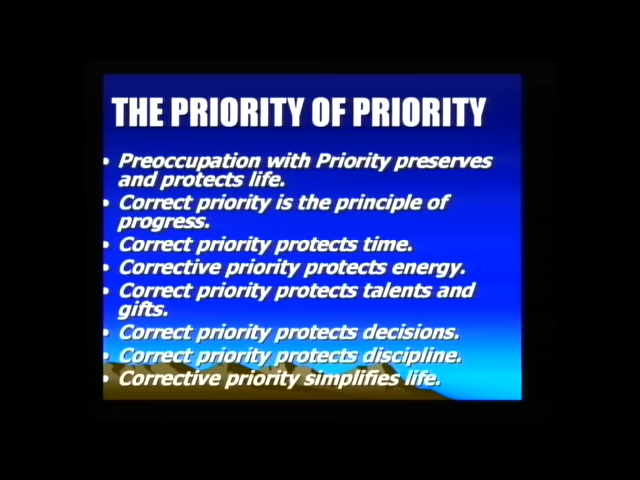 THE PRIORITY OF PRIORITY
• Preoccupation with Priority preserves
and protects life.
• Correct priority is the principle of
progress.
• Correct priority protects time.
• Corrective priority protects energy.
• Correct priority protects talents and
gifts.
• Correct priority protects decisions.
• Correct priority protects discipline.
• Corrective priority simplifies life.